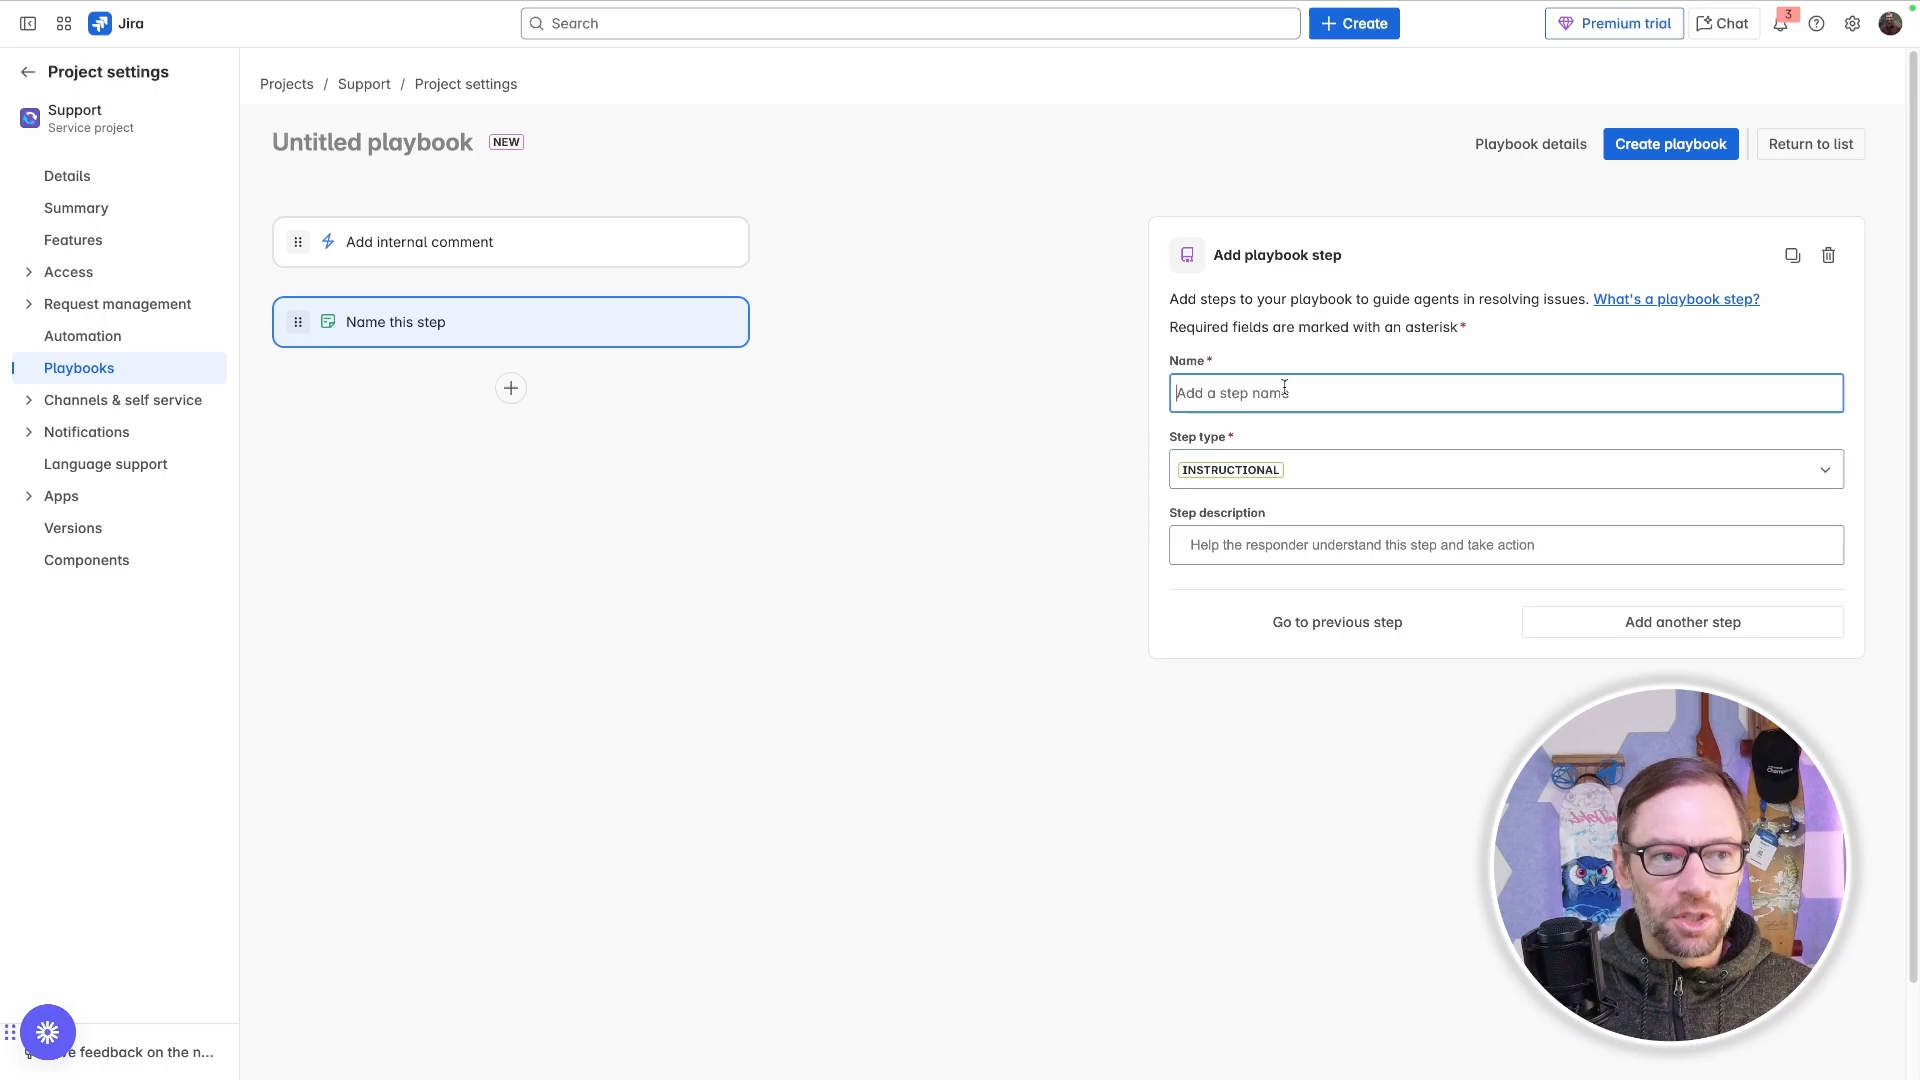 Jira
Search
Create
Premium trial
Chat
3
Project settings
Support
Service project
Details
Summary
Features
Access
Request management
Automation
Playbooks
Channels & self service
Notifications
Language support
Apps
Versions
Components
feedback on the n...
Projects / Support / Project settings
Untitled playbook NEW
Playbook details
Create playbook
Return to list
Add internal comment
Name this step
Add playbook step
Add steps to your playbook to guide agents in resolving issues. What's a playbook step?
Required fields are marked with an asterisk*
Name*
Add a step name
Step type*
INSTRUCTIONAL
Step description
Help the responder understand this step and take action
Go to previous step
Add another step